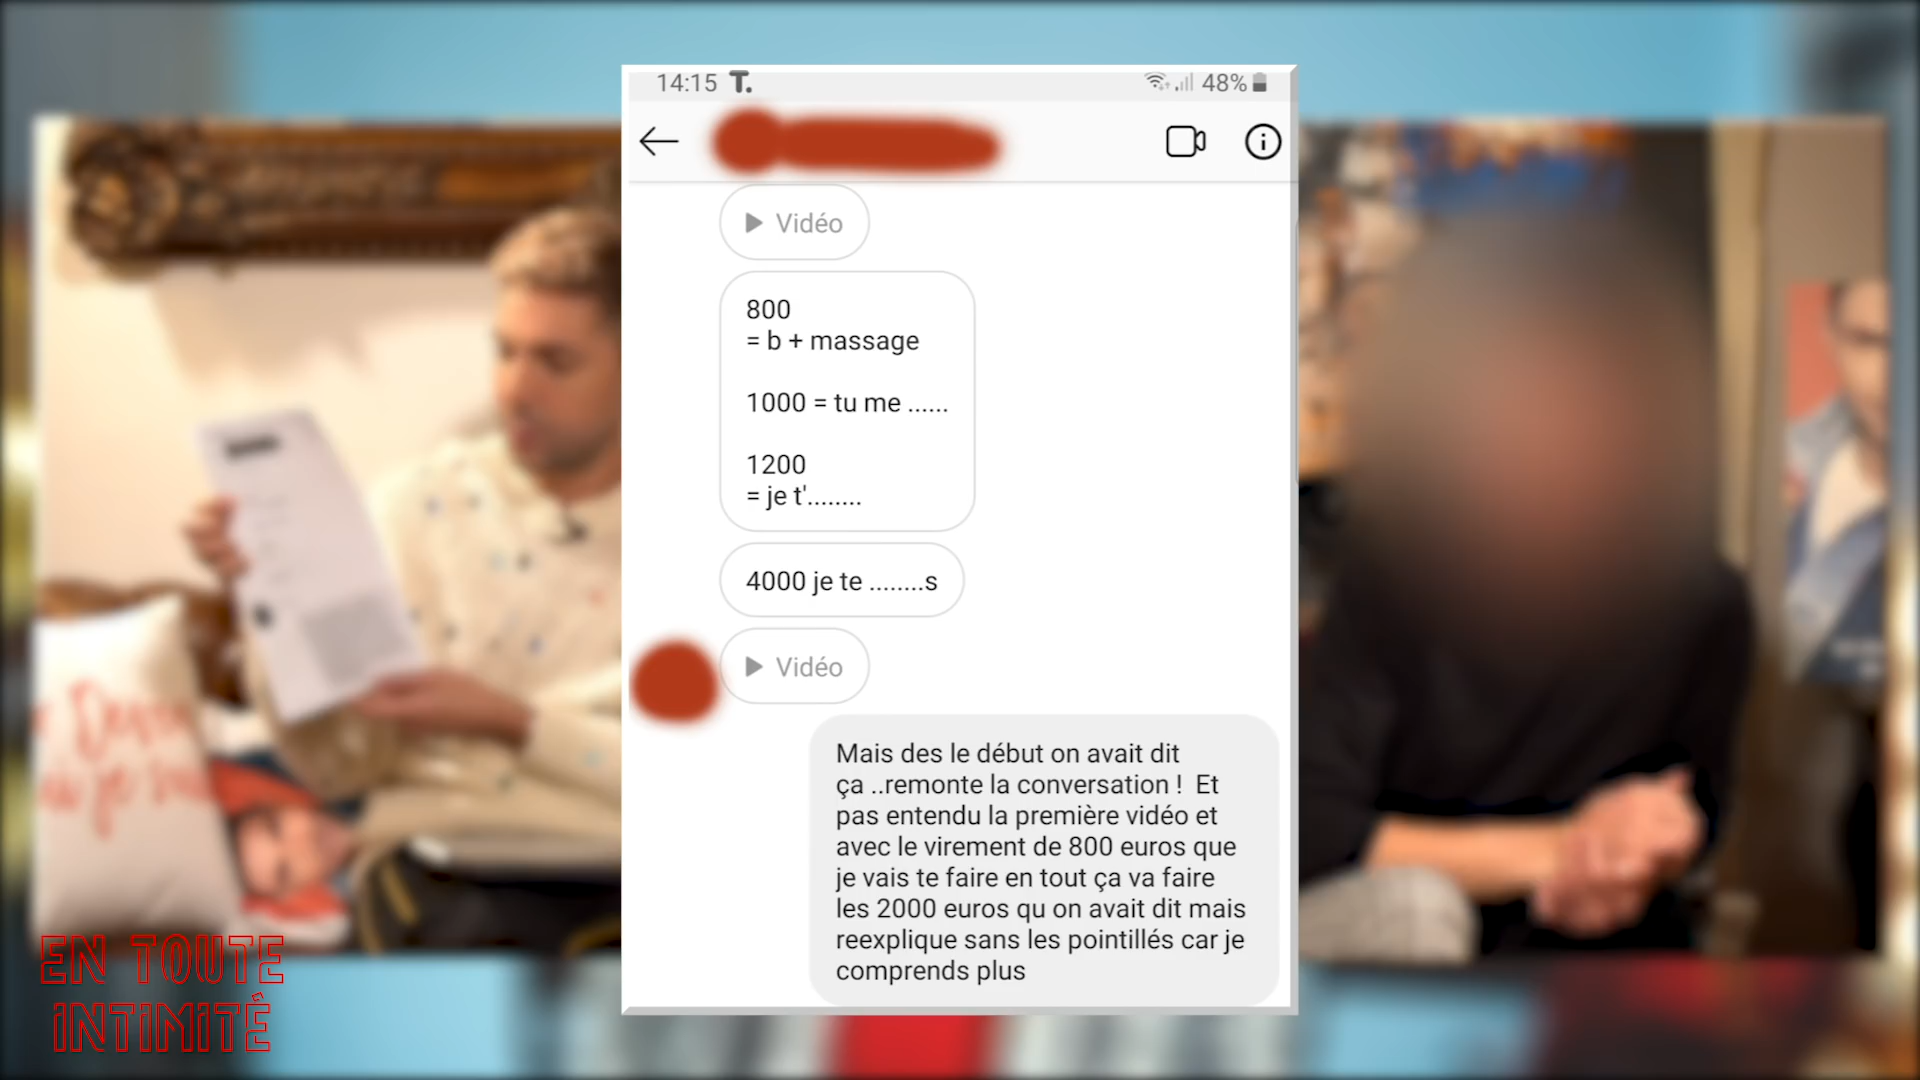 14:15 T.
48%
Vidéo
800
= b + massage
1000 = tu me ......
1200
= je t'........
4000 je te ........s
Vidéo
Mais des le début on avait dit
ça ..remonte la conversation ! Et
pas entendu la première vidéo et
avec le virement de 800 euros que
je vais te faire en tout ça va faire
les 2000 euros qu on avait dit mais
reexplique sans les pointillés car je
comprends plus
EN TOUTE
iNTiMiTÉ